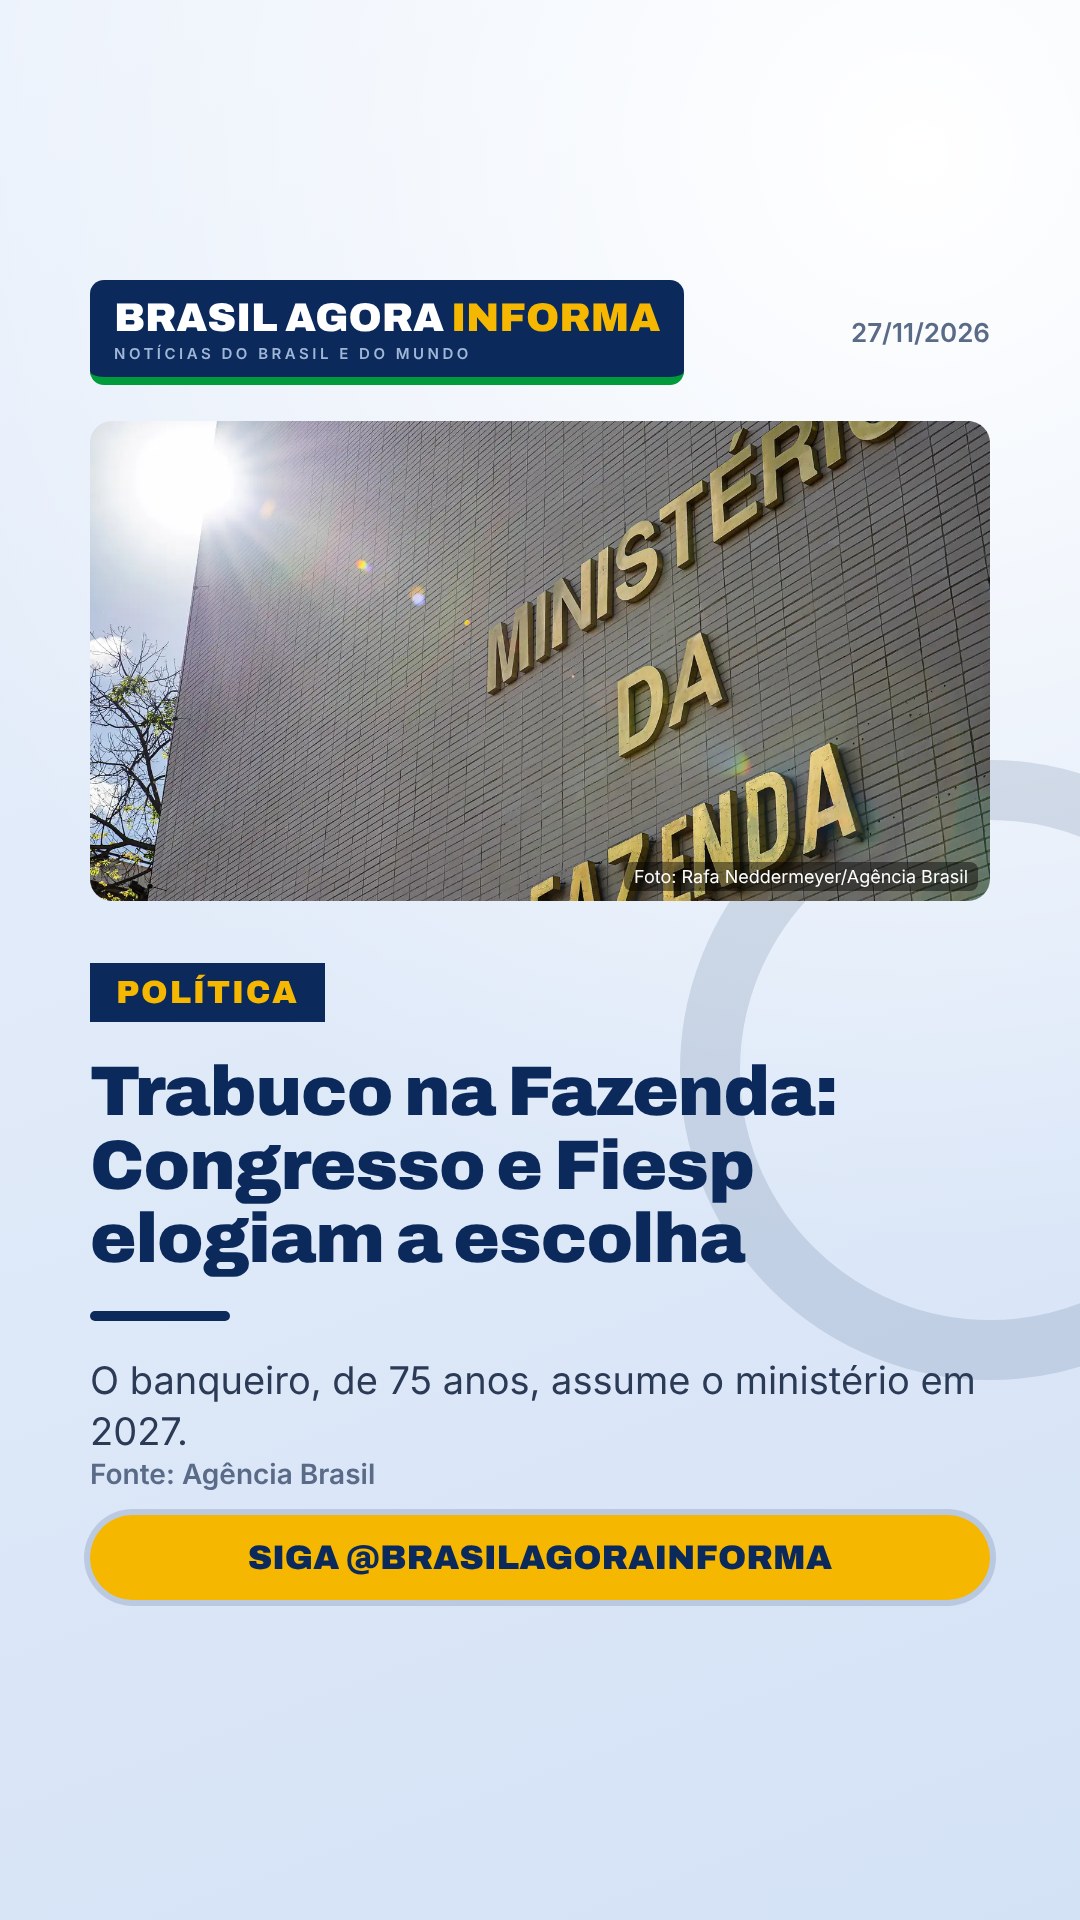 BRASIL AGORA INFORMA
NOTÍCIAS DO BRASIL E DO MUNDO
27/11/2026
MINISTÉRIO
DA
FAZENDA
Foto: Rafa Neddermeyer/Agência Brasil
POLÍTICA
Trabuco na Fazenda:
Congresso e Fiesp
elogiam a escolha
O banqueiro, de 75 anos, assume o ministério em
2027.
Fonte: Agência Brasil
SIGA @BRASILAGORAINFORMA